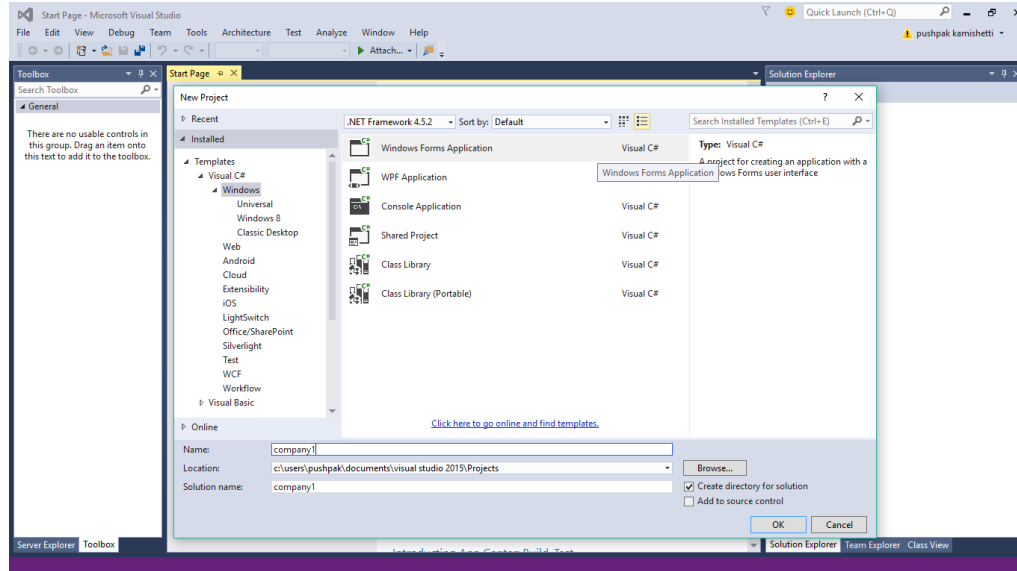 Start Page - Microsoft Visual Studio
Quick Launch (Ctrl+Q)
File Edit View Debug Team Tools Architecture Test Analyze Window Help
pushpak kamishetti
Attach...
Toolbox
Start Page
Solution Explorer
Search Toolbox
General
There are no usable controls in
this group. Drag an item onto
this text to add it to the toolbox.
New Project
? 
Recent
.NET Framework 4.5.2 Sort by: Default
Search Installed Templates (Ctrl+E)
Installed
Templates
Visual C#
Windows
Universal
Windows 8
Classic Desktop
Web
Android
Cloud
Extensibility
iOS
LightSwitch
Office/SharePoint
Silverlight
Test
WCF
Workflow
Visual Basic
Online
Windows Forms Application Visual C#
WPF Application
Console Application Visual C#
Shared Project Visual C#
Class Library Visual C#
Class Library (Portable) Visual C#
Click here to go online and find templates.
Type: Visual C#
A project for creating an application with a
Windows Forms Application
ows Forms user interface
Name: company1
Location: c:\users\pushpak\documents\visual studio 2015\Projects
Browse...
Solution name: company1
Create directory for solution
Add to source control
OK Cancel
Server Explorer Toolbox
Introducing App Center: Build, Test
Solution Explorer Team Explorer Class View